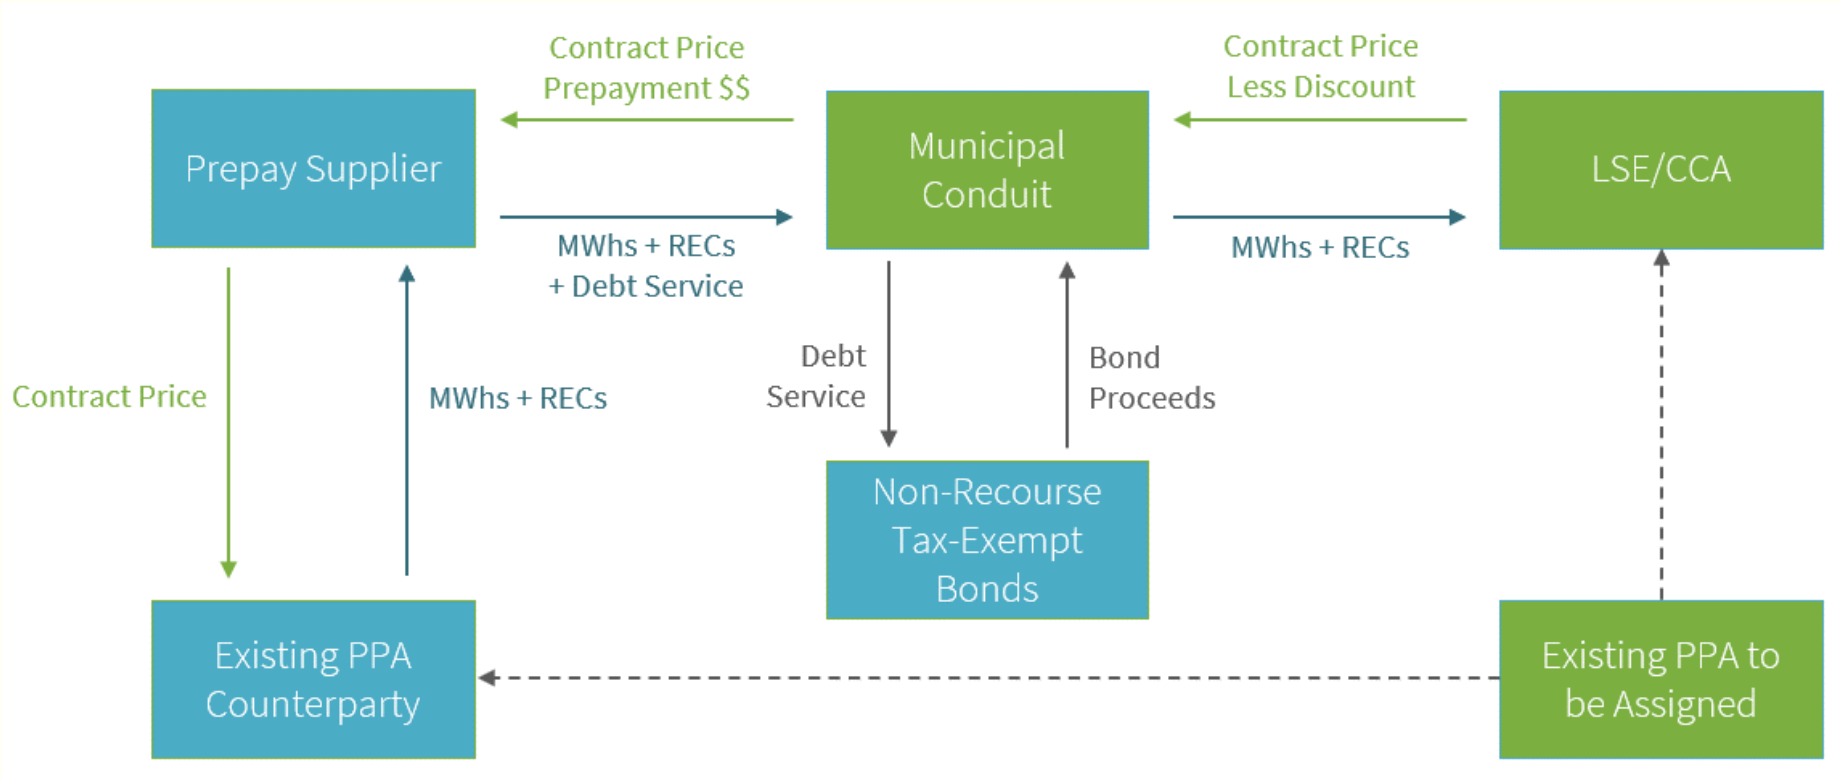 Contract Price
Prepayment $$
Contract Price
Less Discount
Prepay Supplier
Municipal
Conduit
LSE/CCA
MWhs + RECs
+ Debt Service
MWhs + RECs
Contract Price
MWhs + RECs
Debt
Service
Bond
Proceeds
Non-Recourse
Tax-Exempt
Bonds
Existing PPA
Counterparty
Existing PPA to
be Assigned